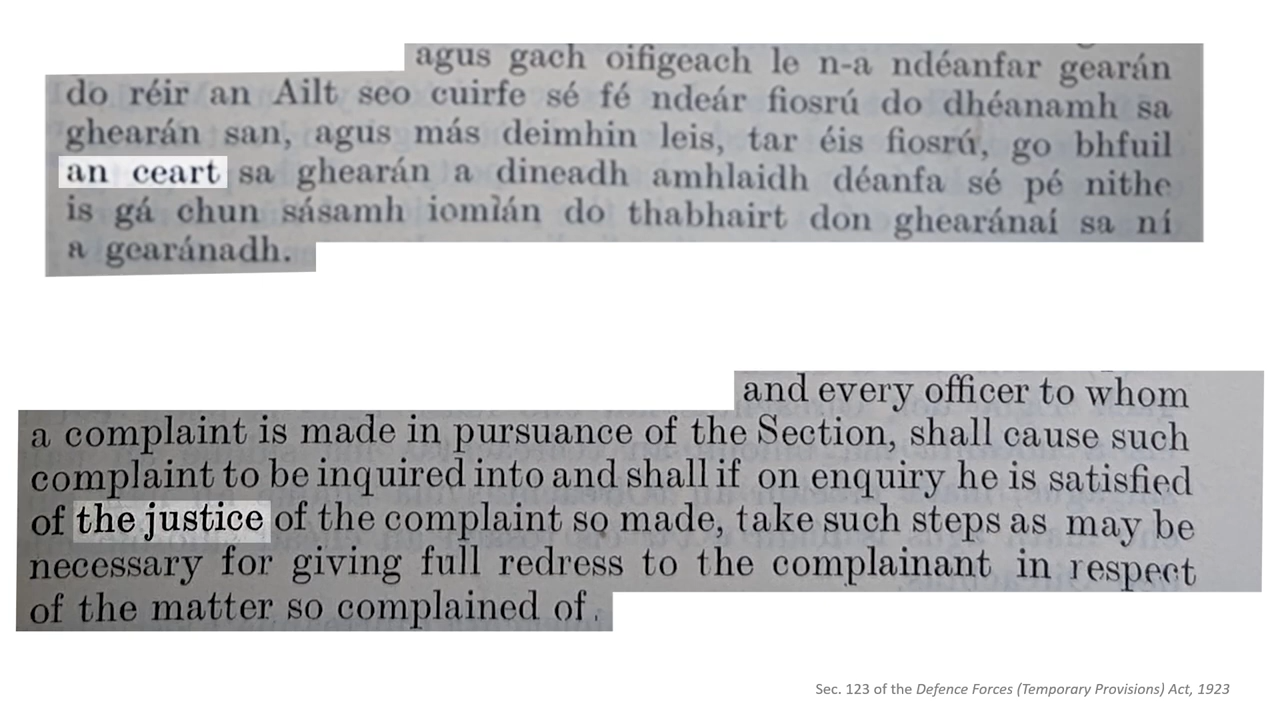 agus gach oifigeach le n-a ndéanfar gearán
do réir an Ailt seo cuirfe sé fé ndeár fiosrú do dhéanamh sa
ghearán san, agus más deimhin leis, tar éis fiosrú, go bhfuil
an ceart sa ghearán a dineadh amhlaidh déanfa sé pé nithe
is gá chun sásamh iomlán do thabhairt don ghearánaí sa ní
a gearánadh.
and every officer to whom
a complaint is made in pursuance of the Section, shall cause such
complaint to be inquired into and shall if on enquiry he is satisfied
of the justice of the complaint so made, take such steps as may be
necessary for giving full redress to the complainant in respect
of the matter so complained of.
Sec. 123 of the Defence Forces (Temporary Provisions) Act, 1923